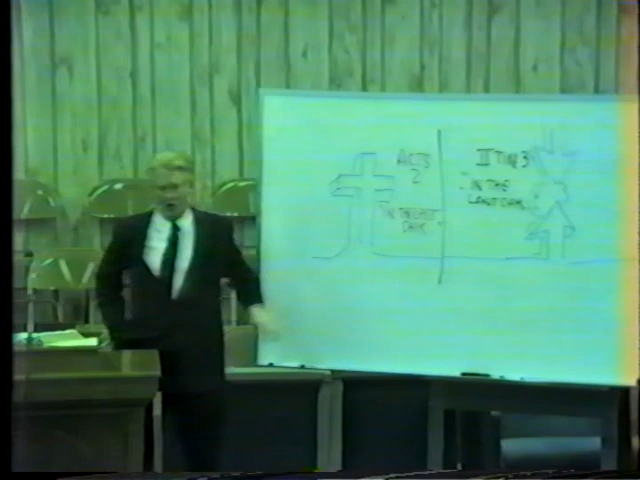 ACTS
2
"IN THE LAST
DAYS"
II TIM 3
"IN THE
LAST DAYS"